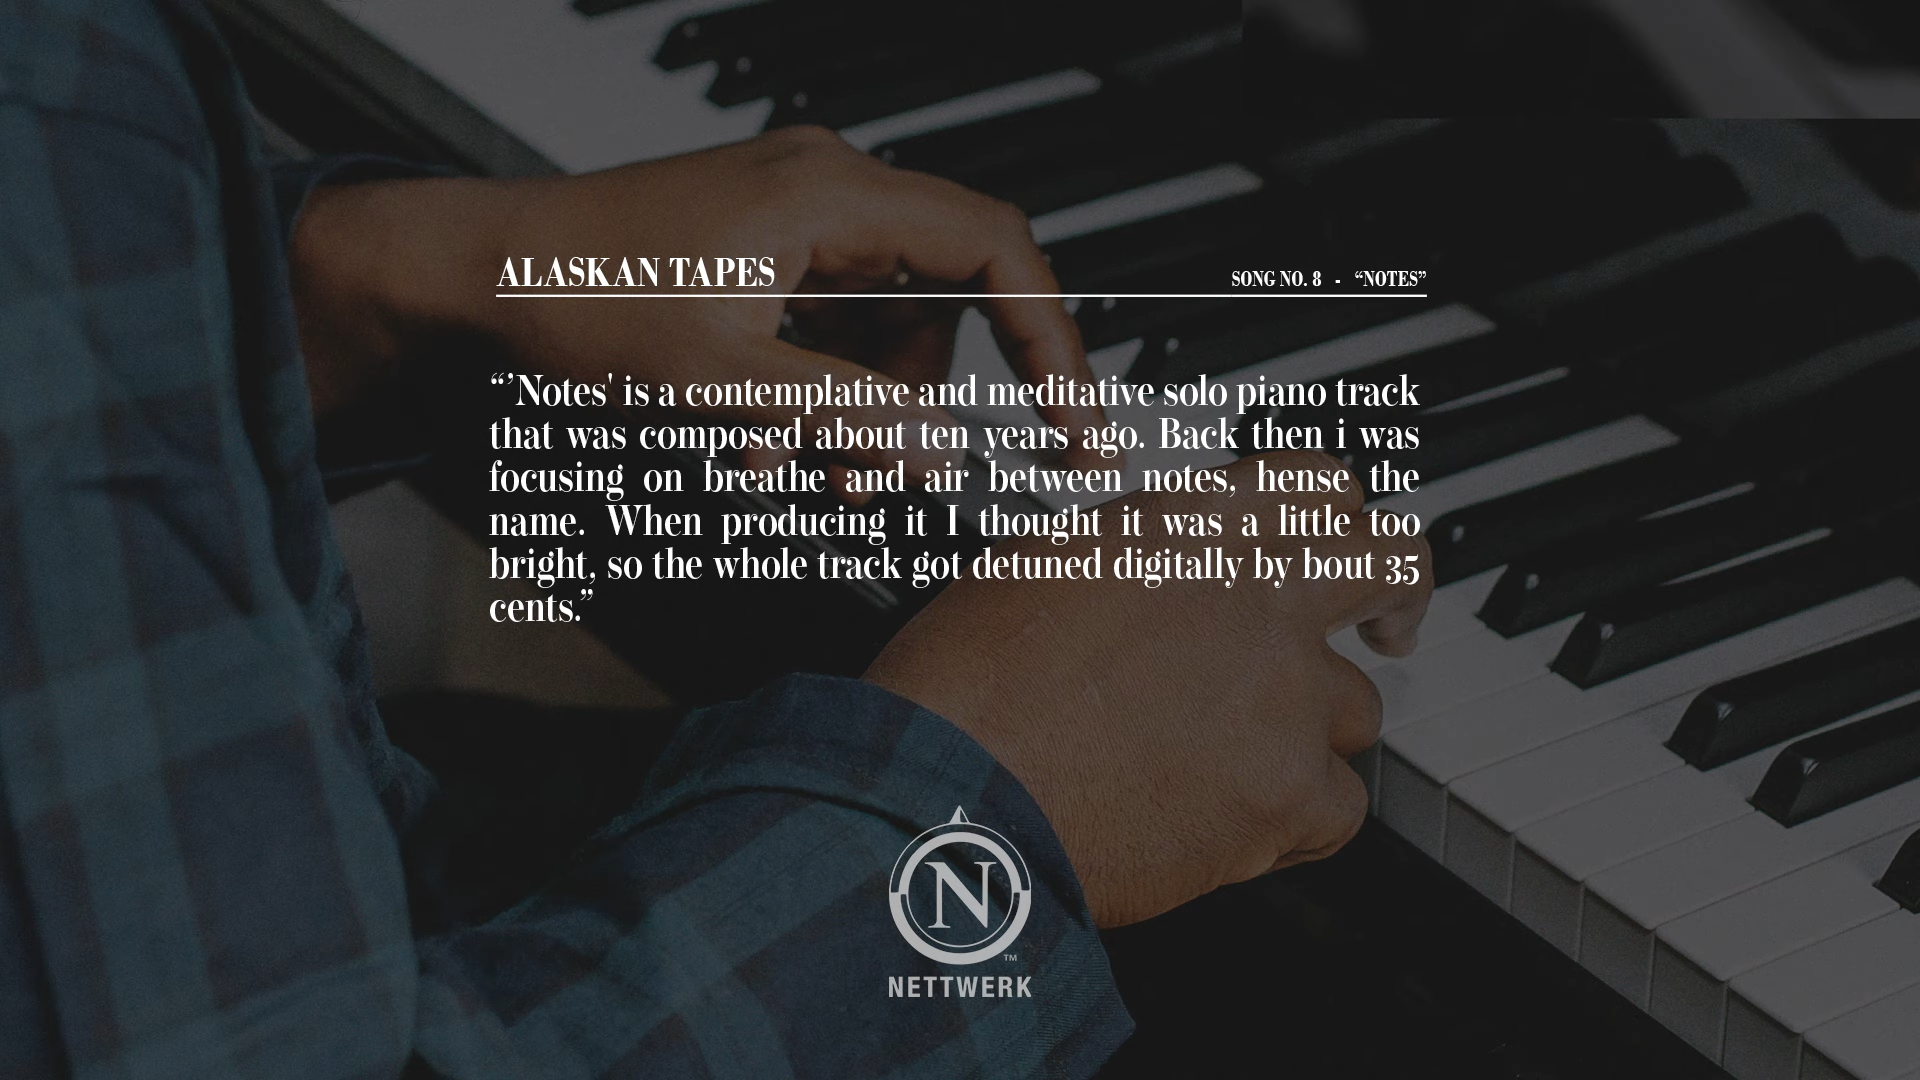 ALASKAN TAPES
SONG NO. 8 - “NOTES”
“’Notes' is a contemplative and meditative solo piano track
that was composed about ten years ago. Back then i was
focusing on breathe and air between notes, hense the
name. When producing it I thought it was a little too
bright, so the whole track got detuned digitally by bout 35
cents.”
N
TM
NETTWERK